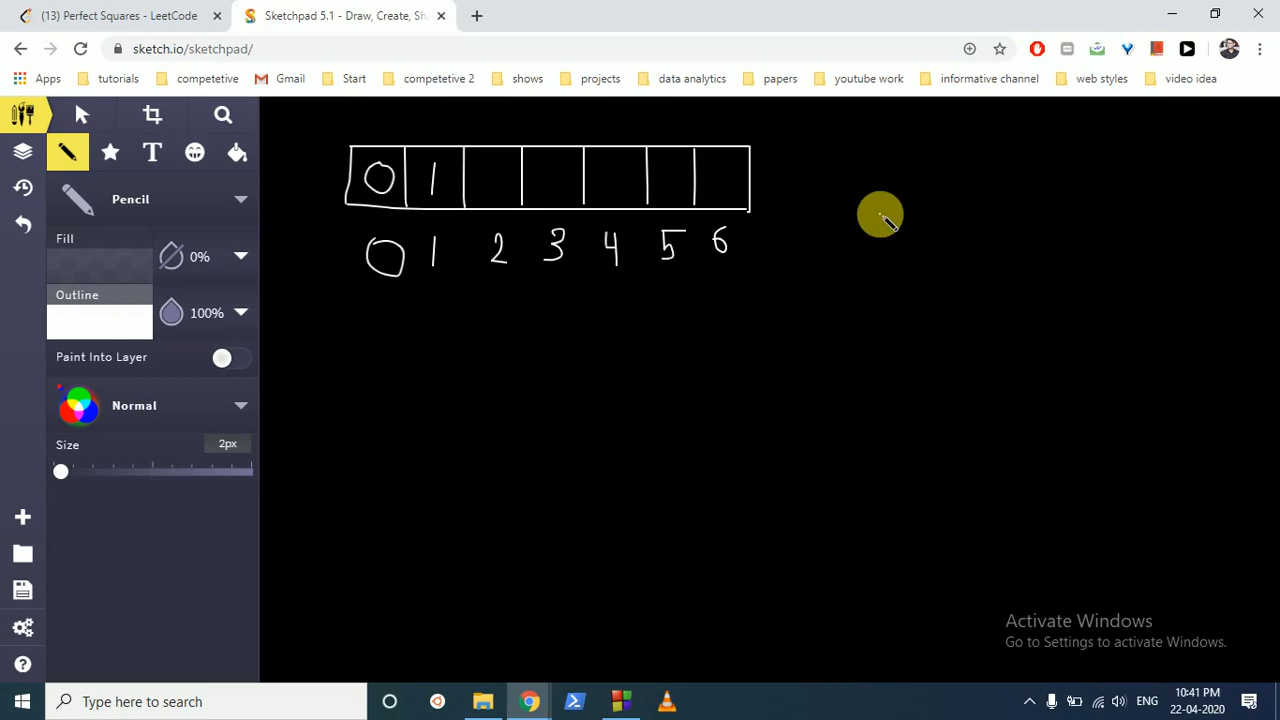 (13) Perfect Squares - LeetCode
Sketchpad 5.1 - Draw, Create, Sh
sketch.io/sketchpad/
Apps tutorials competetive Gmail Start competetive 2 shows projects data analytics papers youtube work informative channel web styles video idea
T
Pencil
Fill
0%
Outline
100%
Paint Into Layer
Normal
Size
2px
0 1
0 1 2 3 4 5 6
Activate Windows
Go to Settings to activate Windows.
Type here to search
ENG
10:41 PM
22-04-2020